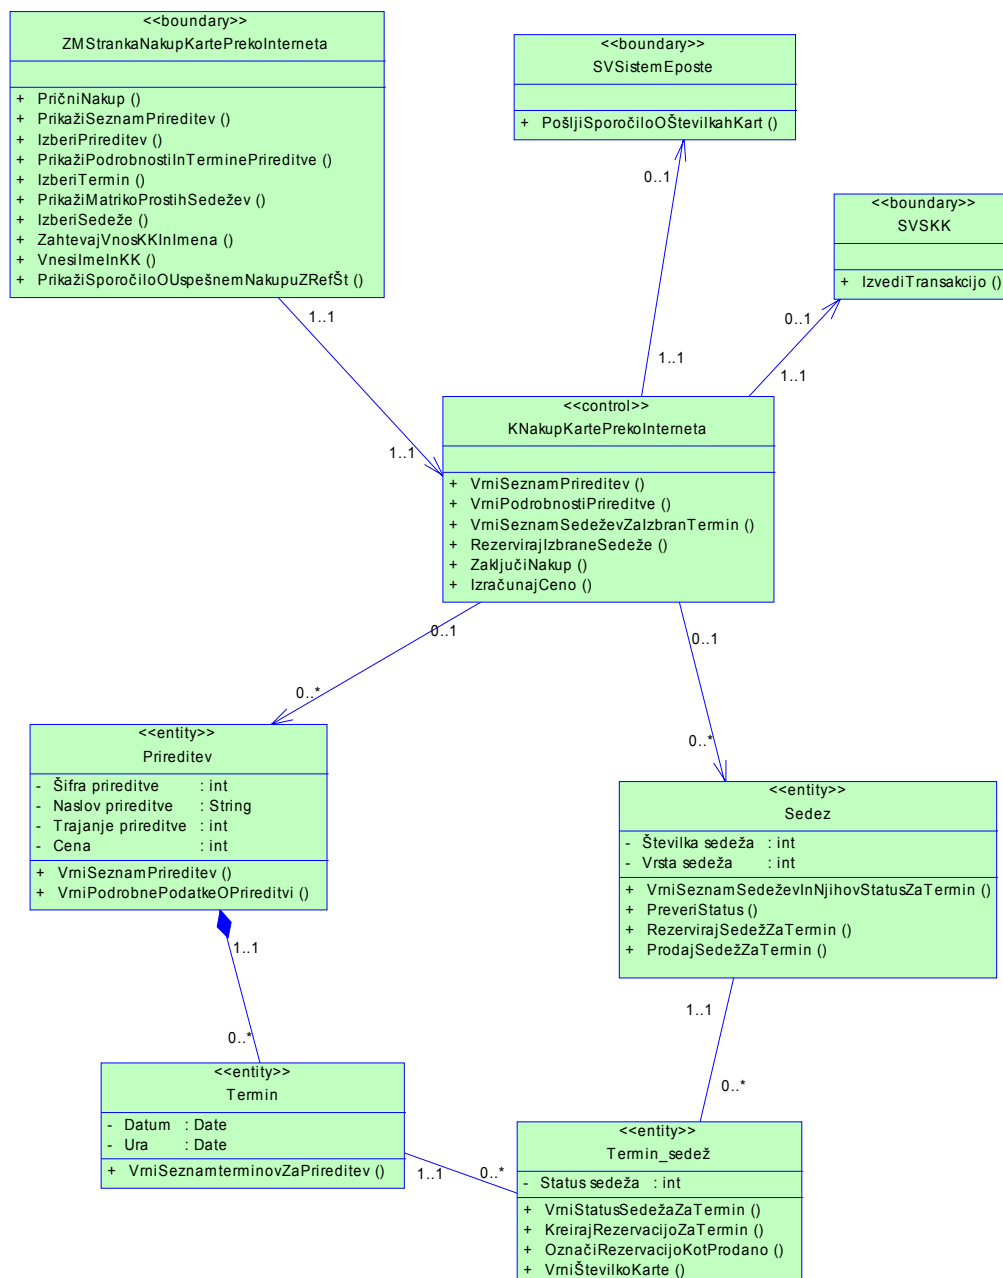 <<boundary>>
ZMStrankaNakupKartePrekoInterneta
+ PričniNakup ()
+ PrikažiSeznamPrireditev ()
+ IzberiPrireditev ()
+ PrikažiPodrobnostiInTerminePrireditve ()
+ IzberiTermin ()
+ PrikažiMatrikoProstihSedežev ()
+ IzberiSedeže ()
+ ZahtevajVnosKKInImena ()
+ VnesiImeInKK ()
+ PrikažiSporočiloOUspešnemNakupuZRefŠt ()
<<boundary>>
SVSistemEposte
+ PošljiSporočiloOŠtevilkahKart ()
<<boundary>>
SVSKK
+ IzvediTransakcijo ()
0..1
0..1
1..1
1..1
1..1
1..1
<<control>>
KNakupKartePrekoInterneta
+ VrniSeznamPrireditev ()
+ VrniPodrobnostiPrireditve ()
+ VrniSeznamSedeževZaIzbranTermin ()
+ RezervirajIzbraneSedeže ()
+ ZaključiNakup ()
+ IzračunajCeno ()
0..1
0..1
0..*
0..*
<<entity>>
Prireditev
- Šifra prireditve : int
- Naslov prireditve : String
- Trajanje prireditve : int
- Cena : int
+ VrniSeznamPrireditev ()
+ VrniPodrobnePodatkeOPrireditvi ()
<<entity>>
Sedez
- Številka sedeža : int
- Vrsta sedeža : int
+ VrniSeznamSedeževInNjihovStatusZaTermin ()
+ PreveriStatus ()
+ RezervirajSedežZaTermin ()
+ ProdajSedežZaTermin ()
1..1
0..*
1..1
0..*
<<entity>>
Termin
- Datum : Date
- Ura : Date
+ VrniSeznamterminovZaPrireditev ()
1..1
0..*
<<entity>>
Termin_sedež
- Status sedeža : int
+ VrniStatusSedežaZaTermin ()
+ KreirajRezervacijoZaTermin ()
+ OznačiRezervacijoKotProdano ()
+ VrniŠtevilkoKarte ()